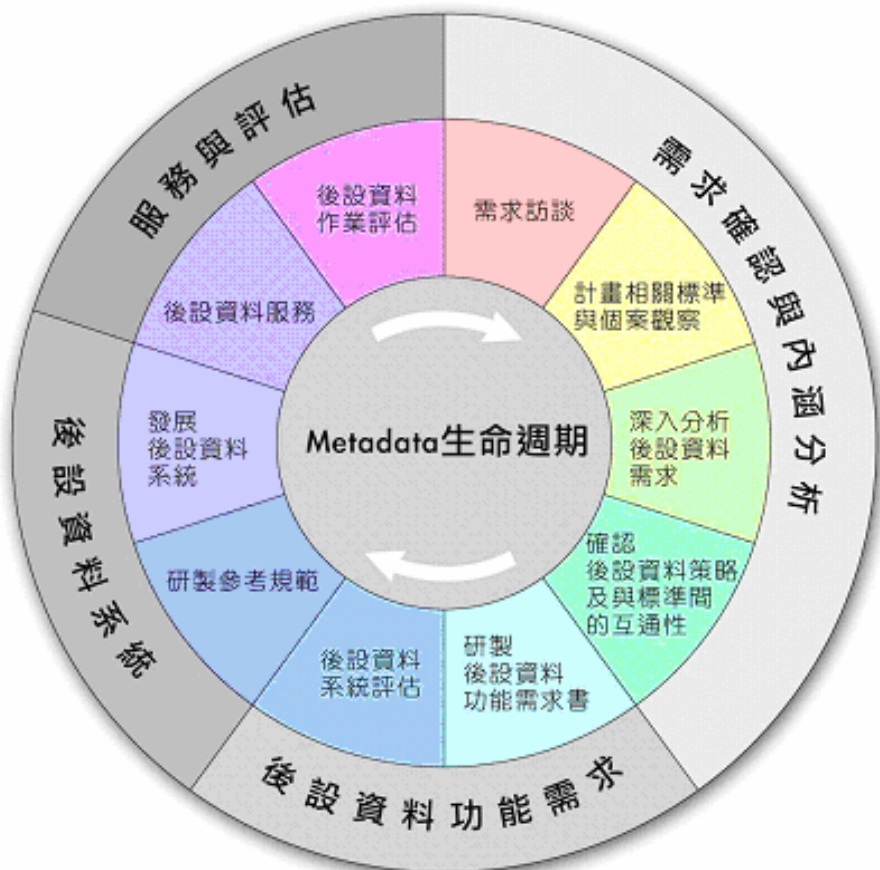 Metadata生命週期
需求確認與內涵分析
需求訪談
計畫相關標準
與個案觀察
深入分析
後設資料
需求
確認
後設資料策略
及與標準間
的互通性
後設資料功能需求
研製
後設資料
功能需求書
後設資料
系統評估
後設資料系統
研製參考規範
發展
後設資料
系統
服務與評估
後設資料服務
後設資料
作業評估